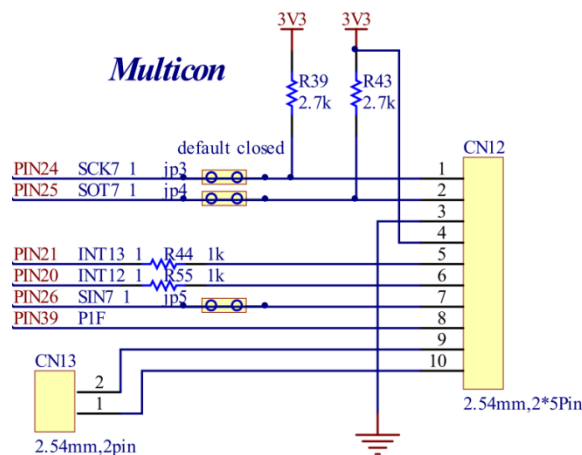 3V3 3V3
Multicon
R39 R43
2.7k 2.7k
default closed
CN12
PIN24 SCK7_1 jp3 1
PIN25 SOT7_1 jp4 2
3
4
PIN21 INT13_1 R44 1k 5
PIN20 INT12_1 R55 1k 6
PIN26 SIN7_1 jp5 7
PIN39 P1F 8
9
CN13
10
2
1
2.54mm,2*5Pin
2.54mm,2pin